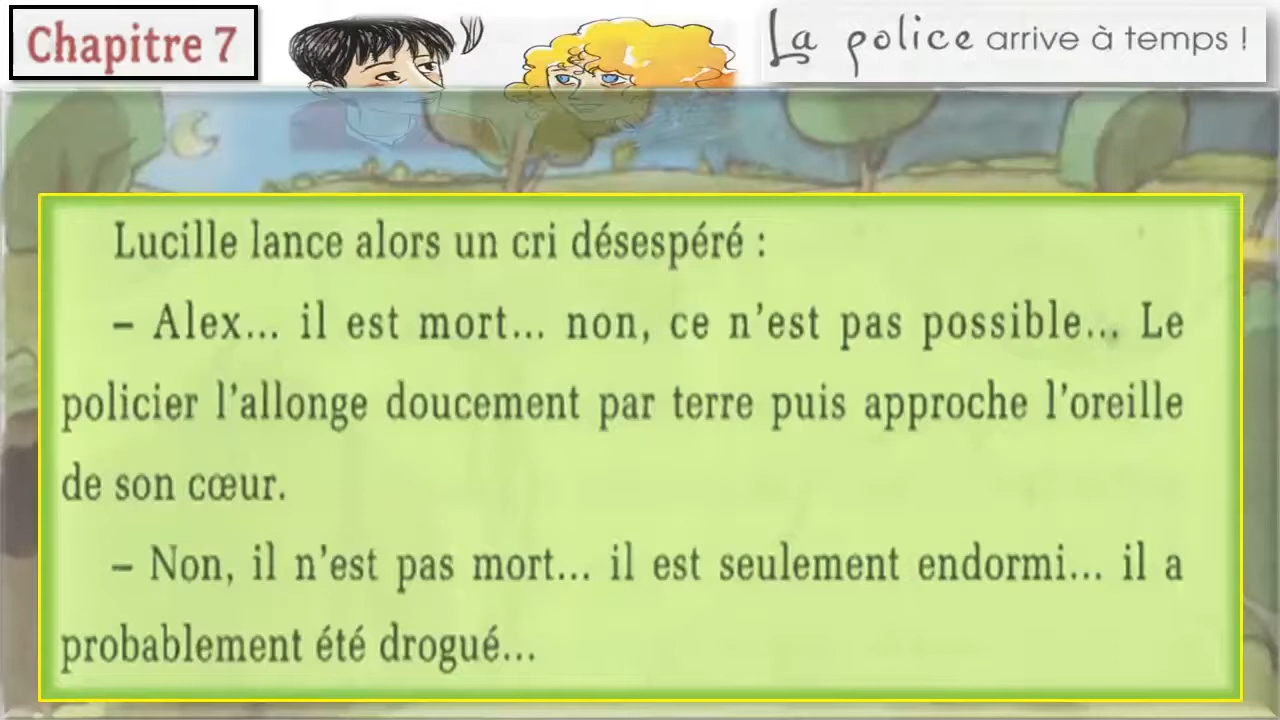 Chapitre 7
La police arrive à temps !
Lucille lance alors un cri désespéré :
– Alex... il est mort... non, ce n'est pas possible... Le
policier l'allonge doucement par terre puis approche l'oreille
de son cœur.
– Non, il n'est pas mort... il est seulement endormi... il a
probablement été drogué...